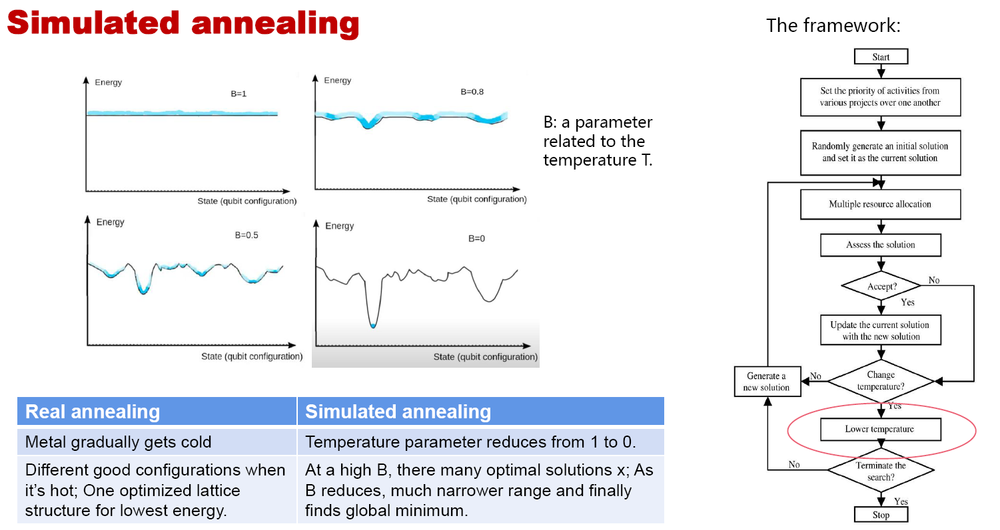 Simulated annealing
Energy
B=1
State (qubit configuration)
Energy
B=0.8
State (qubit configuration)
B: a parameter
related to the
temperature T.
Energy
B=0.5
State (qubit configuration)
Energy
B=0
State (qubit configuration)
Real annealing
Simulated annealing
Metal gradually gets cold
Temperature parameter reduces from 1 to 0.
Different good configurations when
it’s hot; One optimized lattice
structure for lowest energy.
At a high B, there many optimal solutions x; As
B reduces, much narrower range and finally
finds global minimum.
The framework:
Start
Set the priority of activities from
various projects over one another
Randomly generate an initial solution
and set it as the current solution
Multiple resource allocation
Assess the solution
Accept?
No
Yes
Update the current solution
with the new solution
Change
temperature?
No
Generate a
new solution
Yes
Lower temperature
Terminate the
search?
No
Yes
Stop